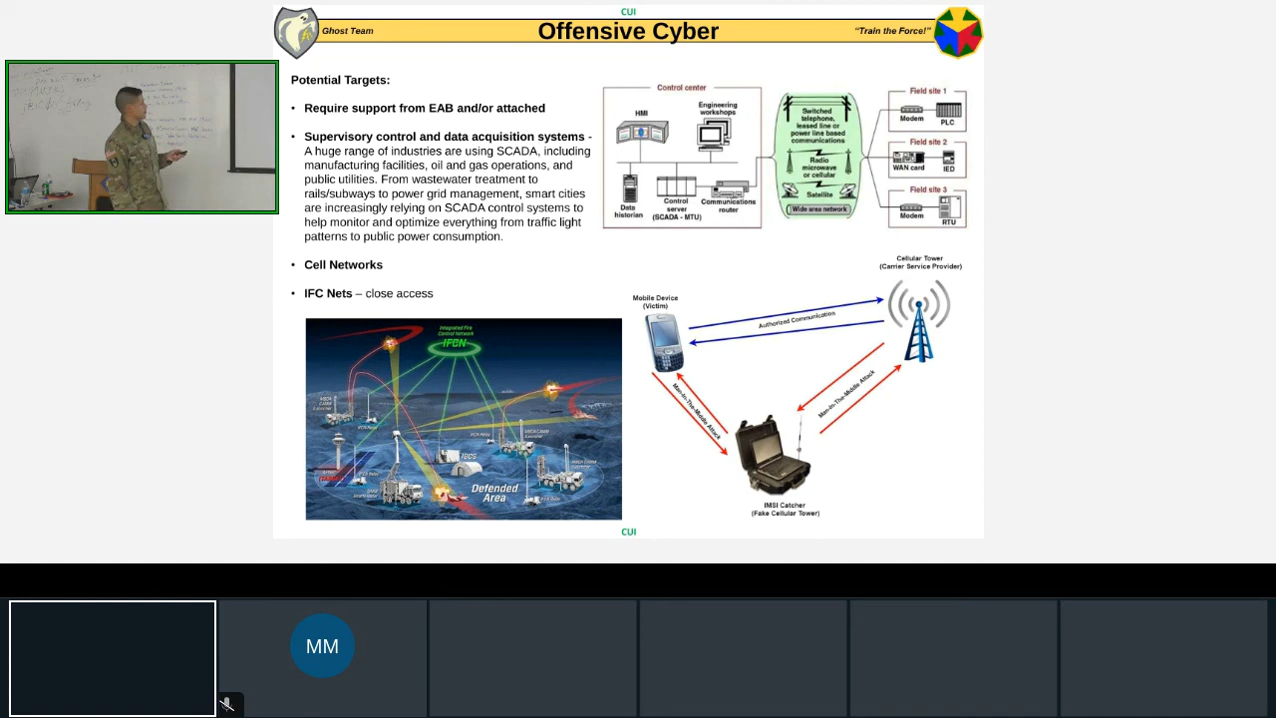 CUI
Ghost Team
Offensive Cyber
"Train the Force!"
Potential Targets:
• Require support from EAB and/or attached
• Supervisory control and data acquisition systems -
A huge range of industries are using SCADA, including
manufacturing facilities, oil and gas operations, and
public utilities. From wastewater treatment to
rails/subways to power grid management, smart cities
are increasingly relying on SCADA control systems to
help monitor and optimize everything from traffic light
patterns to public power consumption.
• Cell Networks
• IFC Nets – close access
Control center
HMI
Engineering
workshops
Data
historian
Control
server
(SCADA - MTU)
Communications
router
Switched
telephone,
leased line or
power line based
communications
Radio
microwave
or cellular
Satellite
Wide area network
Field site 1
Modem
PLC
Field site 2
WAN card
IED
Field site 3
Modem
RTU
Integrated Fire
Control Network
IFCN
IBCS
Defended
Area
Mobile Device
(Victim)
Cellular Tower
(Carrier Service Provider)
Authorized Communication
Man-In-The-Middle Attack
Man-In-The-Middle Attack
IMSI Catcher
(Fake Cellular Tower)
CUI
MM